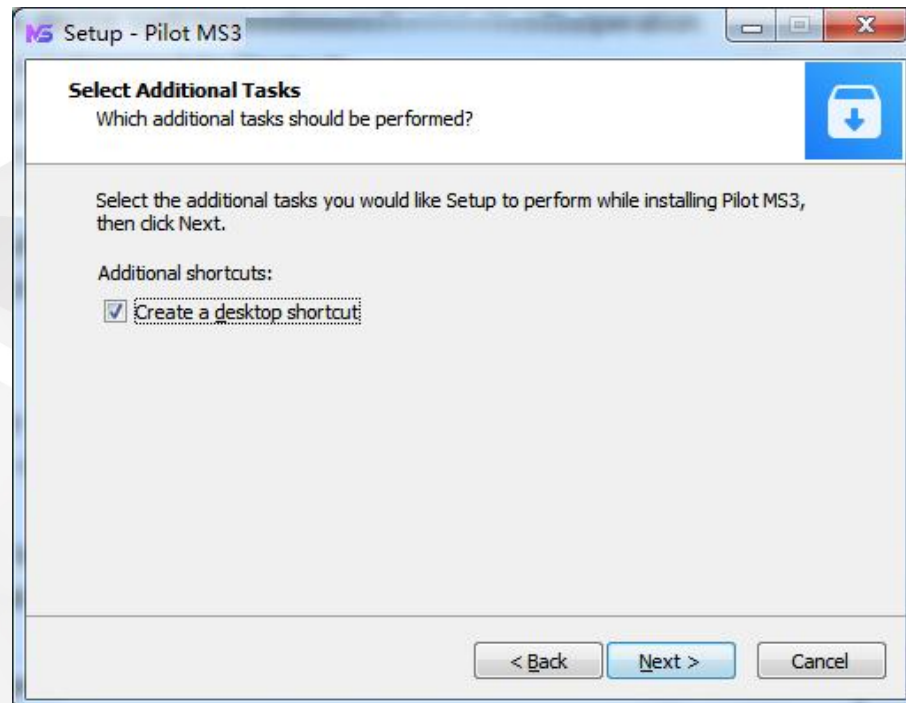 MS Setup - Pilot MS3
Select Additional Tasks
Which additional tasks should be performed?
Select the additional tasks you would like Setup to perform while installing Pilot MS3,
then click Next.
Additional shortcuts:
Create a desktop shortcut
< Back Next > Cancel